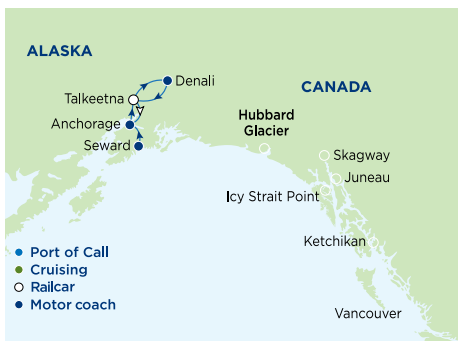 ALASKA
Denali
CANADA
Talkeetna
Hubbard
Glacier
Anchorage
Seward
Skagway
Juneau
Icy Strait Point
Ketchikan
Port of Call
Cruising
Railcar
Motor coach
Vancouver